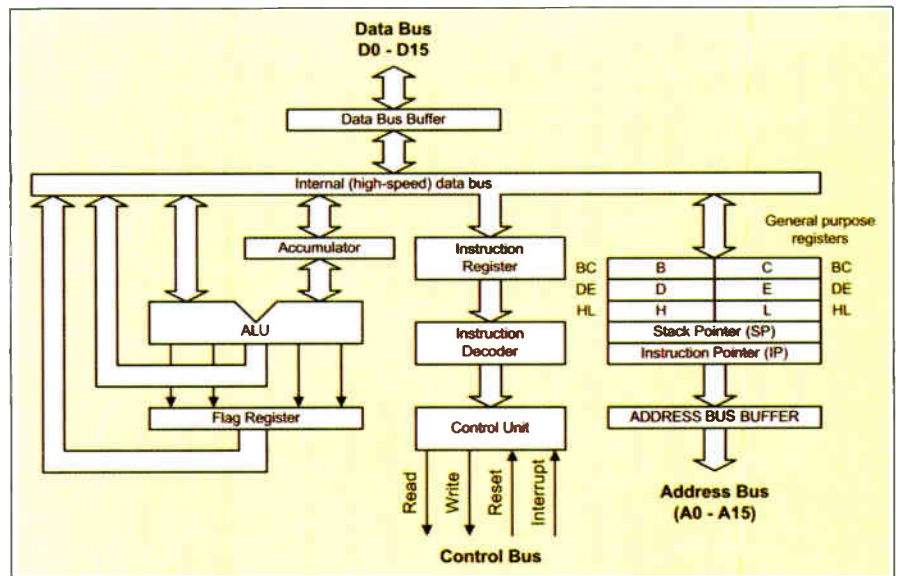 Data Bus
D0 - D15
Data Bus Buffer
Internal (high-speed) data bus
General purpose
registers
Accumulator
Instruction
Register
BC B C BC
DE D E DE
HL H L HL
Stack Pointer (SP)
Instruction Pointer (IP)
ALU
Instruction
Decoder
Flag Register
Control Unit
ADDRESS BUS BUFFER
Read
Write
Reset
Interrupt
Address Bus
(A0 - A15)
Control Bus